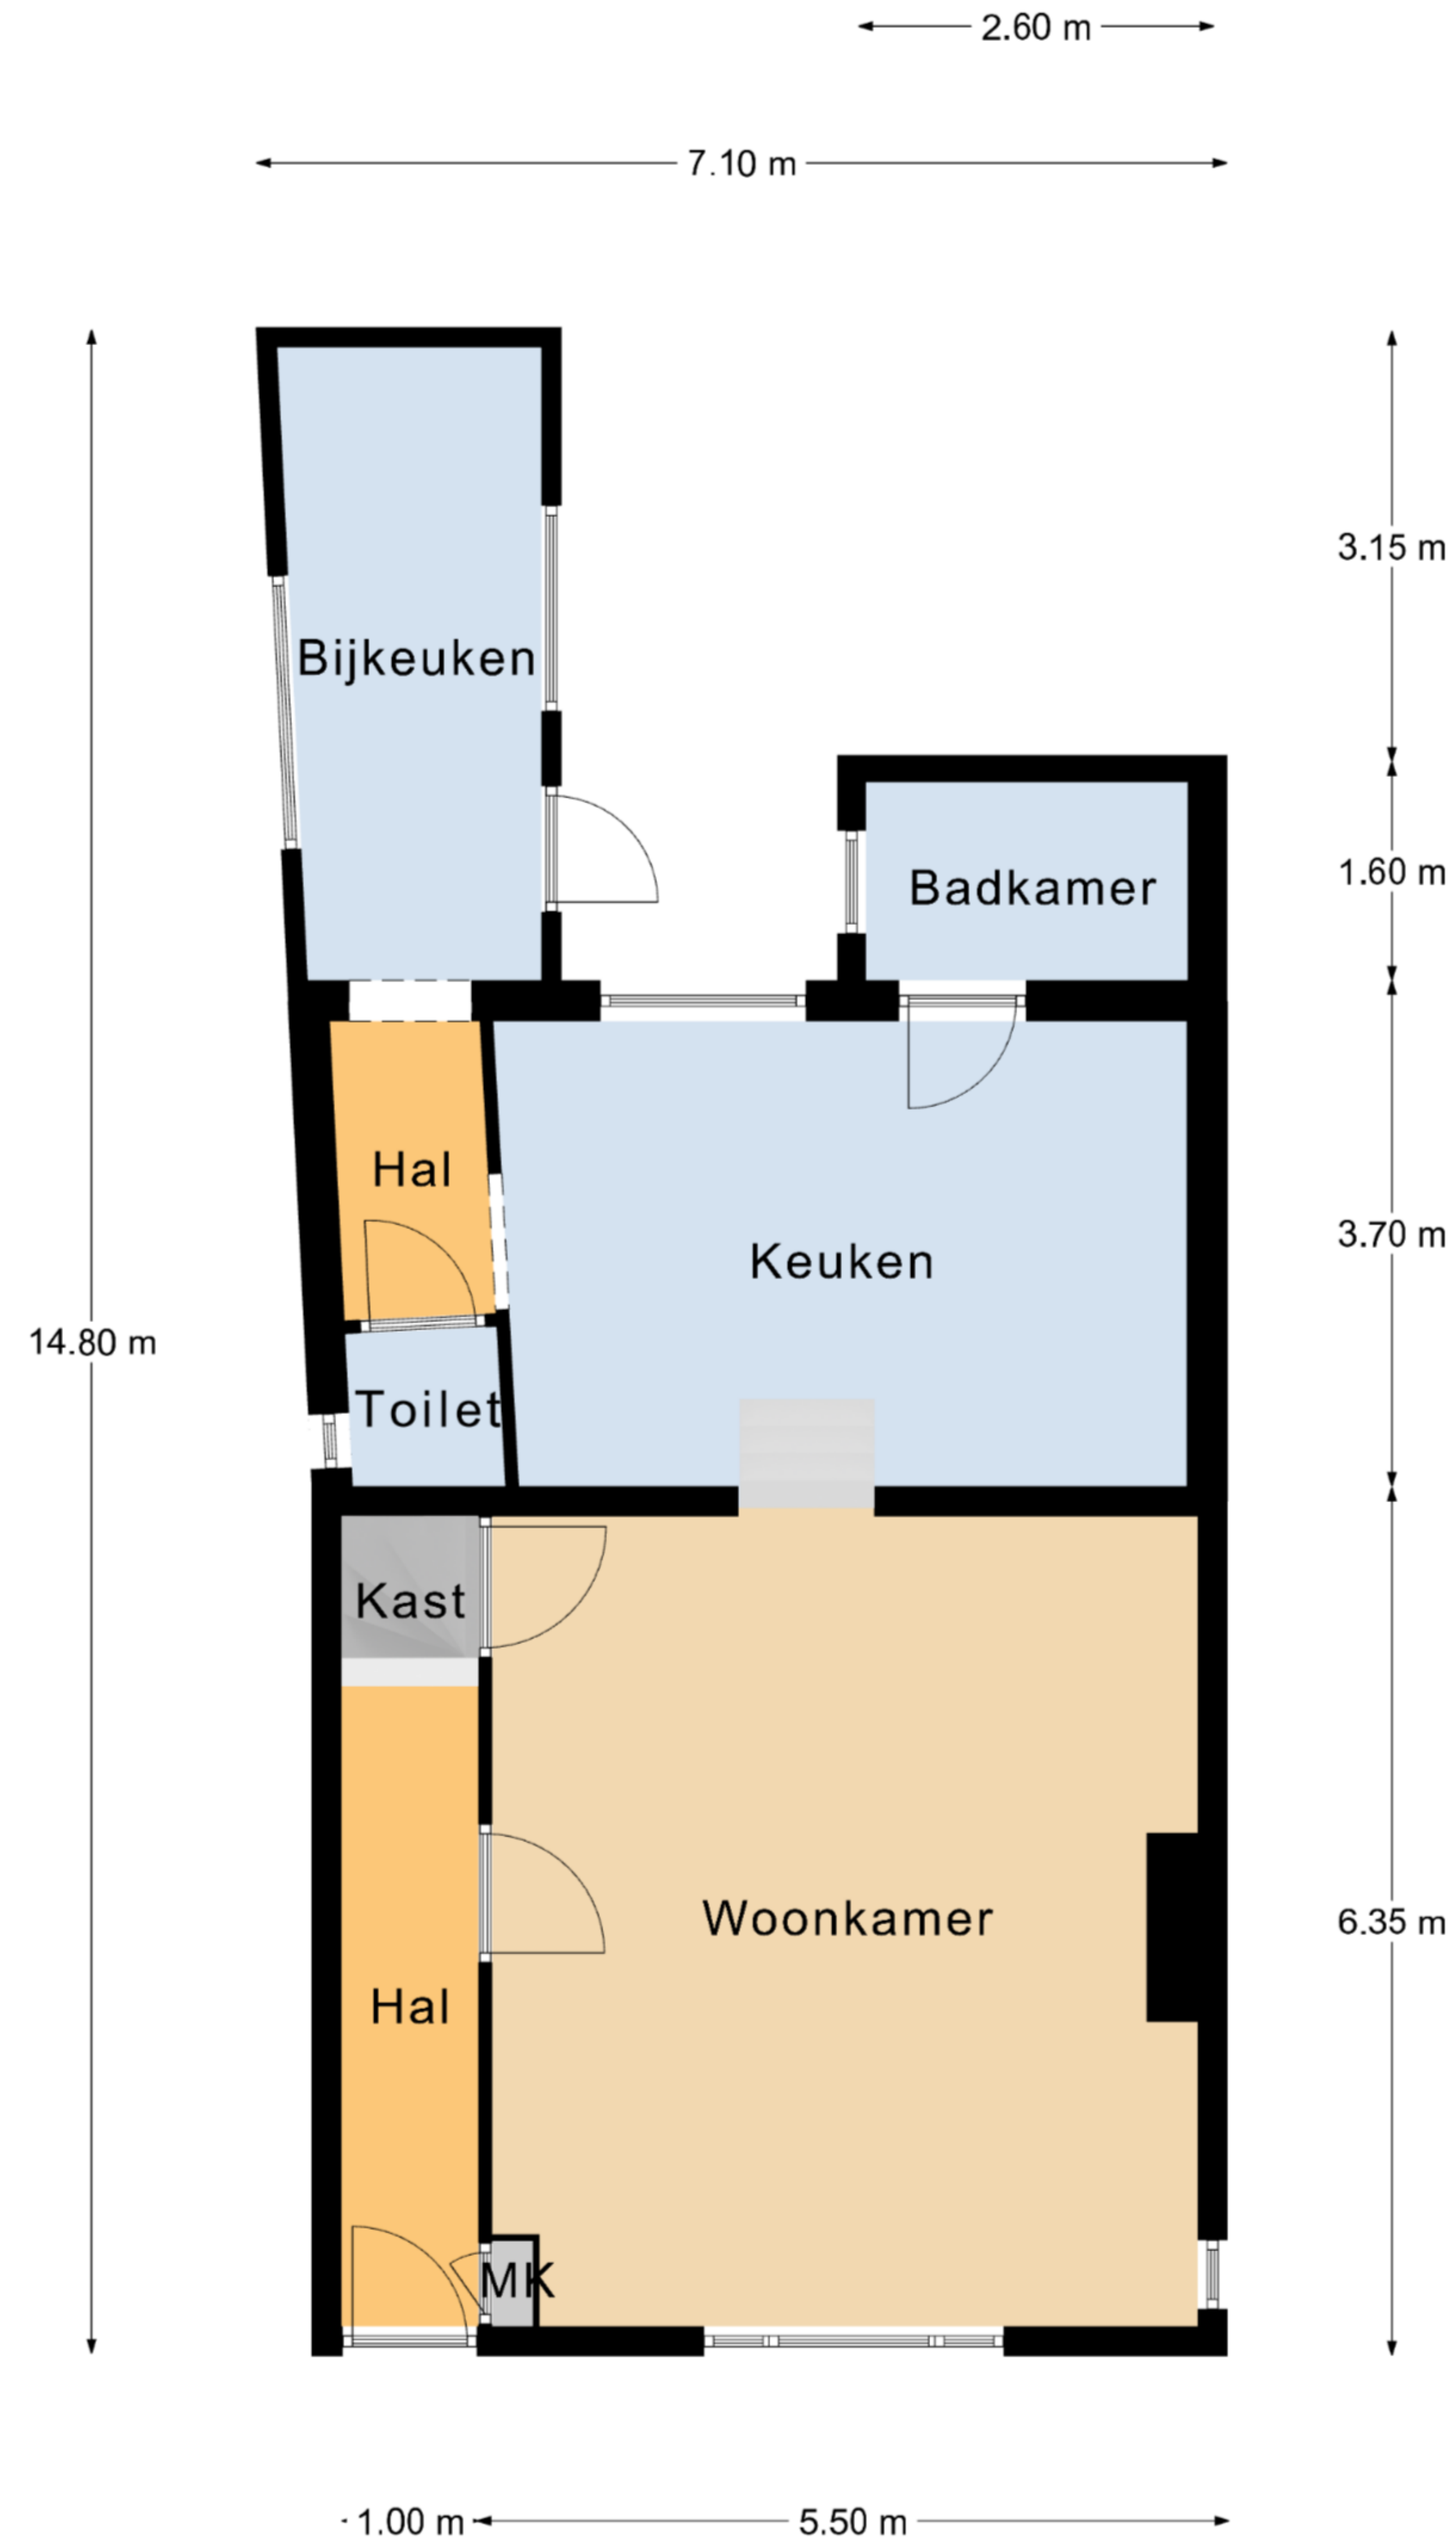 2.60 m
7.10 m
3.15 m
Bijkeuken
1.60 m
Badkamer
Hal
3.70 m
Keuken
14.80 m
Toilet
Kast
Woonkamer
6.35 m
Hal
MK
1.00 m
5.50 m